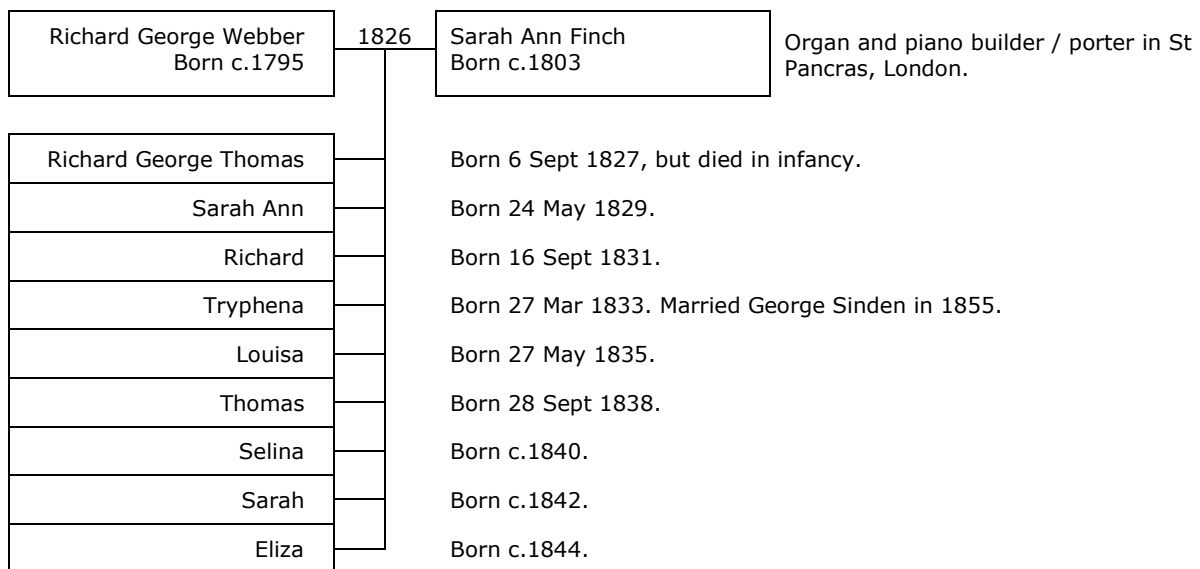 Richard George Webber
Born c.1795
1826
Sarah Ann Finch
Born c.1803
Organ and piano builder / porter in St
Pancras, London.
Richard George Thomas
Born 6 Sept 1827, but died in infancy.
Sarah Ann
Born 24 May 1829.
Richard
Born 16 Sept 1831.
Tryphena
Born 27 Mar 1833. Married George Sinden in 1855.
Louisa
Born 27 May 1835.
Thomas
Born 28 Sept 1838.
Selina
Born c.1840.
Sarah
Born c.1842.
Eliza
Born c.1844.